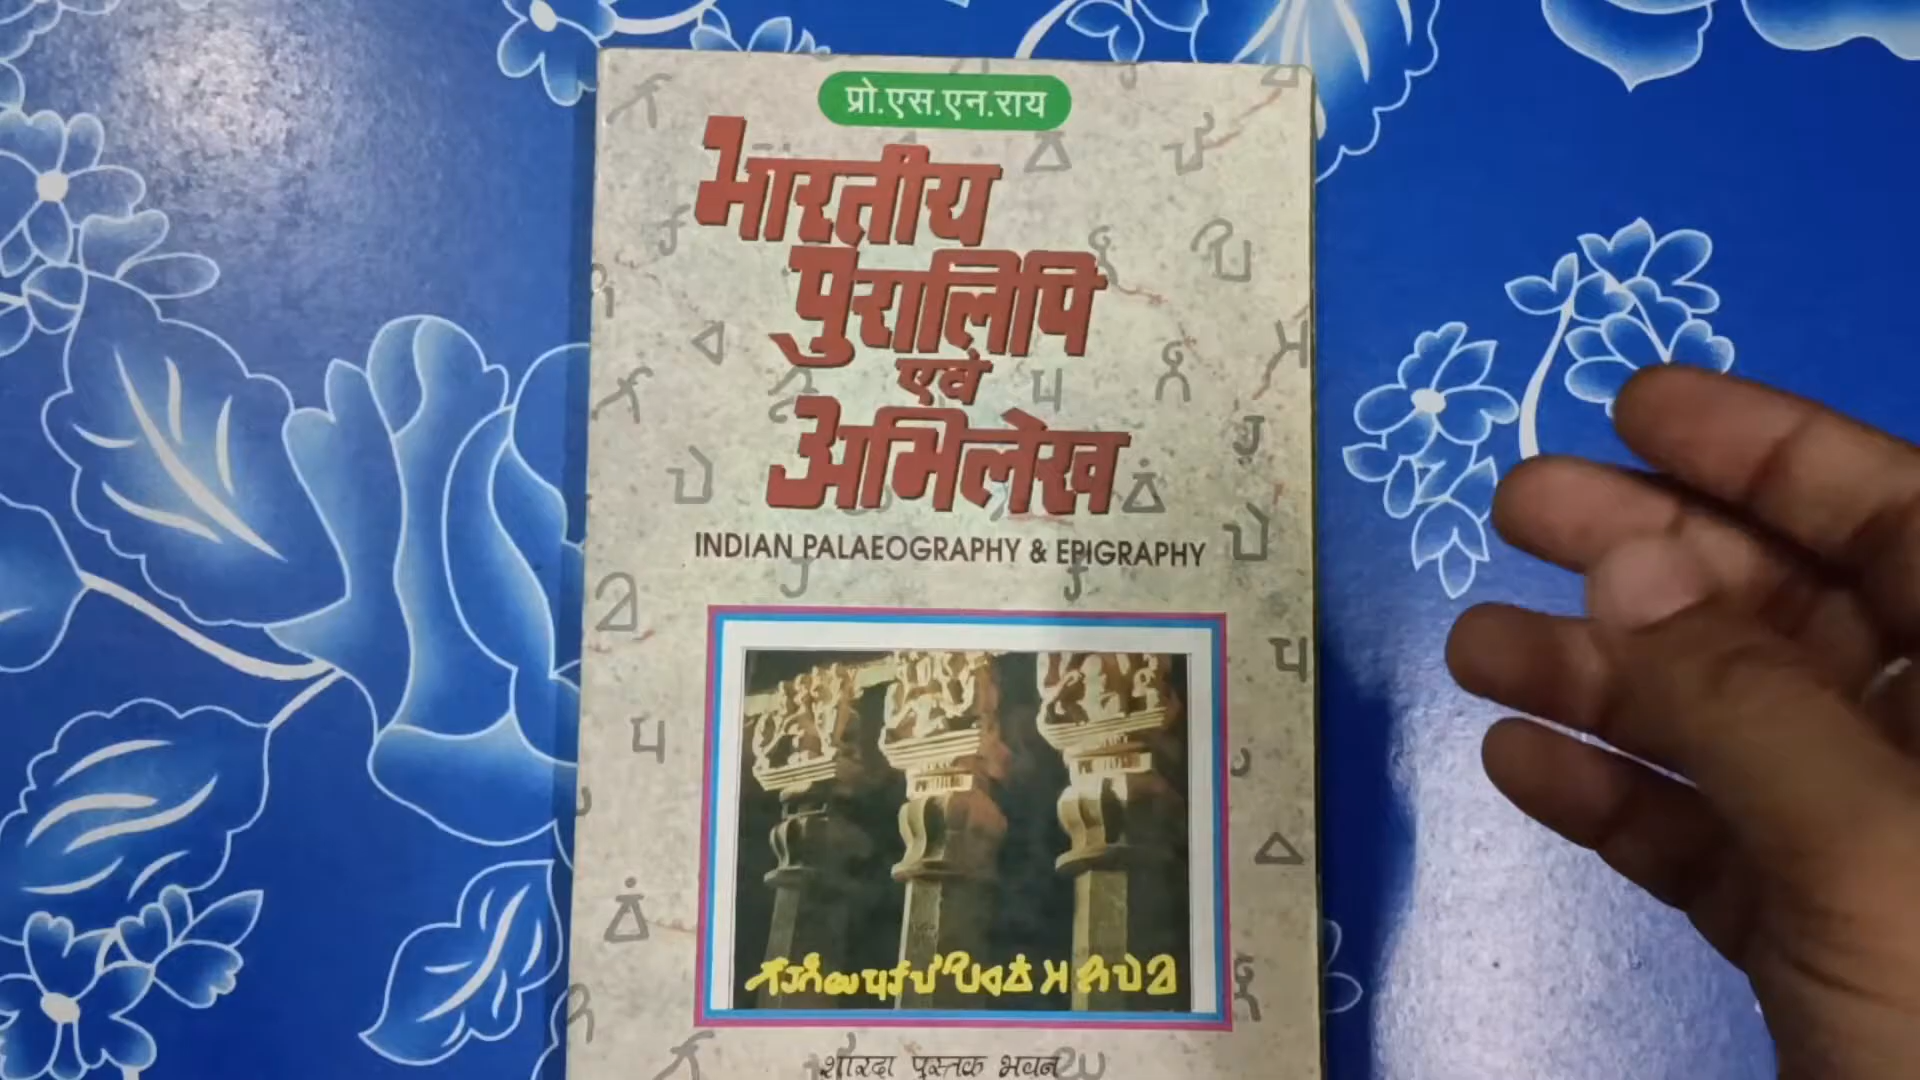 प्रो.एस.एन.राय
भारतीय
पुरालिपि
एवं
अभिलेख
INDIAN PALAEOGRAPHY & EPIGRAPHY
शारदा पुस्तक भवन